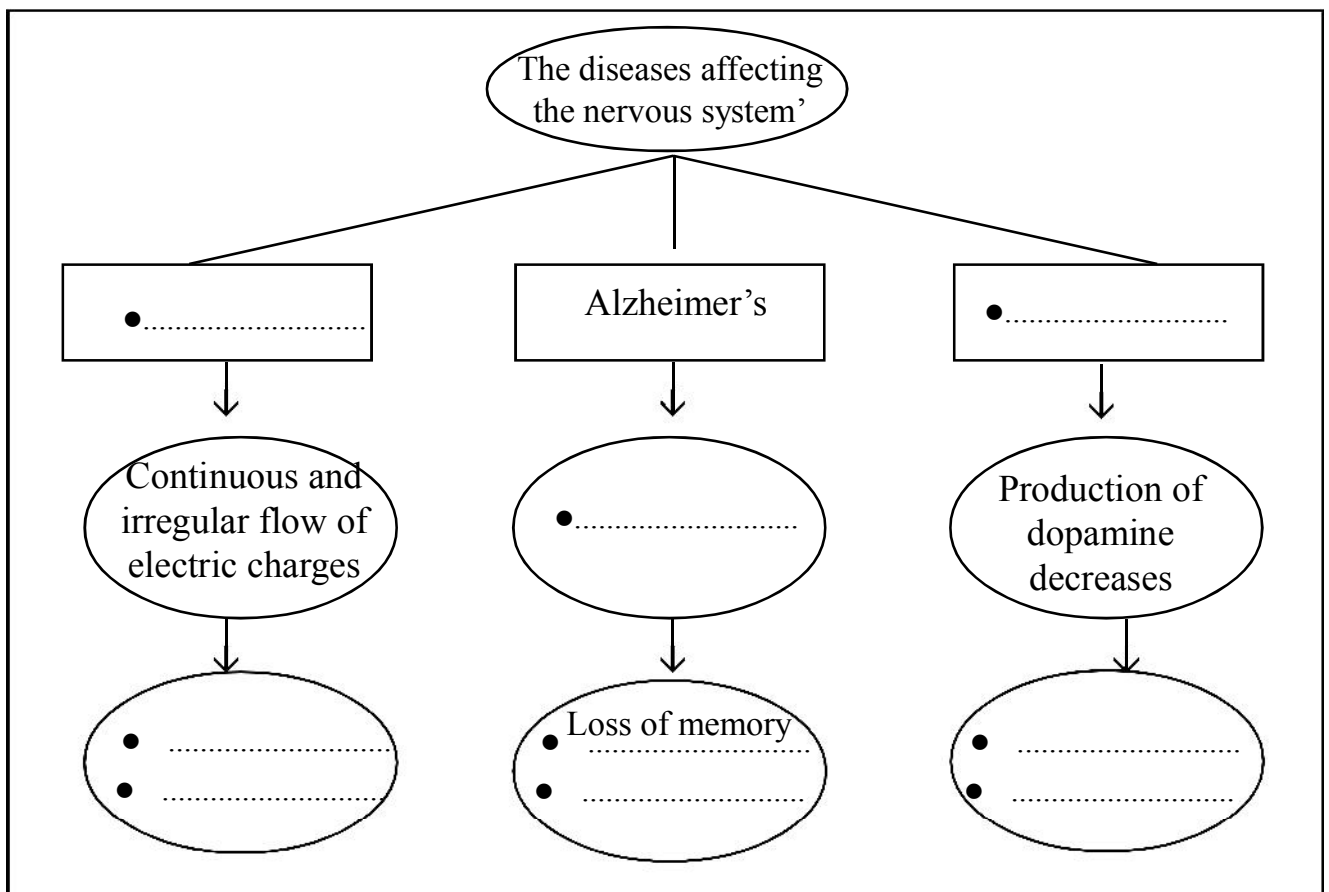 The diseases affecting
the nervous system’
●............................
Alzheimer’s
●............................
Continuous and
irregular flow of
electric charges
●............................
Production of
dopamine
decreases
● ............................
● ............................
Loss of memory
● ............................
● ............................
● ............................
● ............................